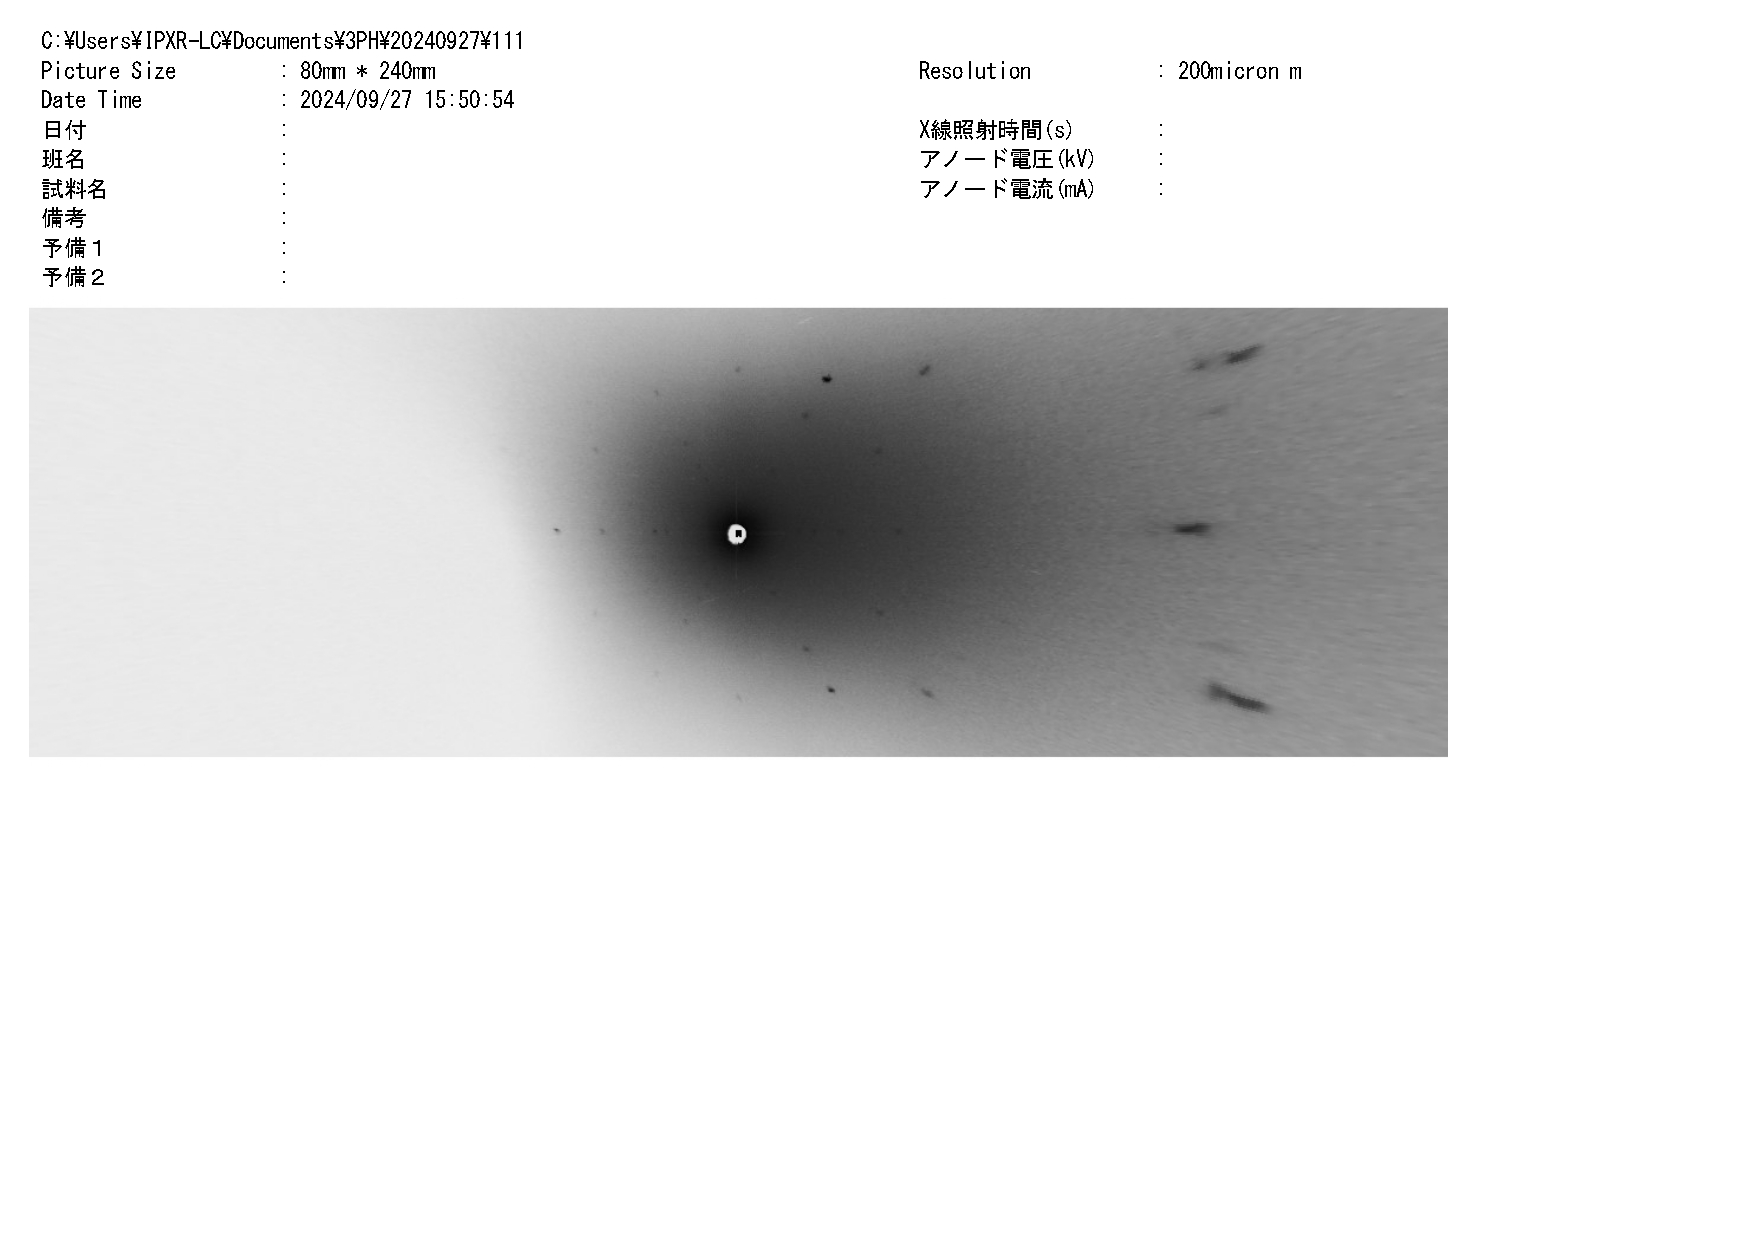 C:¥Users¥IPXR-LC¥Documents¥3PH¥20240927¥111
Picture Size : 80mm * 240mm Resolution : 200micron m
Date Time : 2024/09/27 15:50:54
日付 : X線照射時間(s) :
班名 : アノード電圧(kV) :
試料名 : アノード電流(mA) :
備考 :
予備１ :
予備２ :